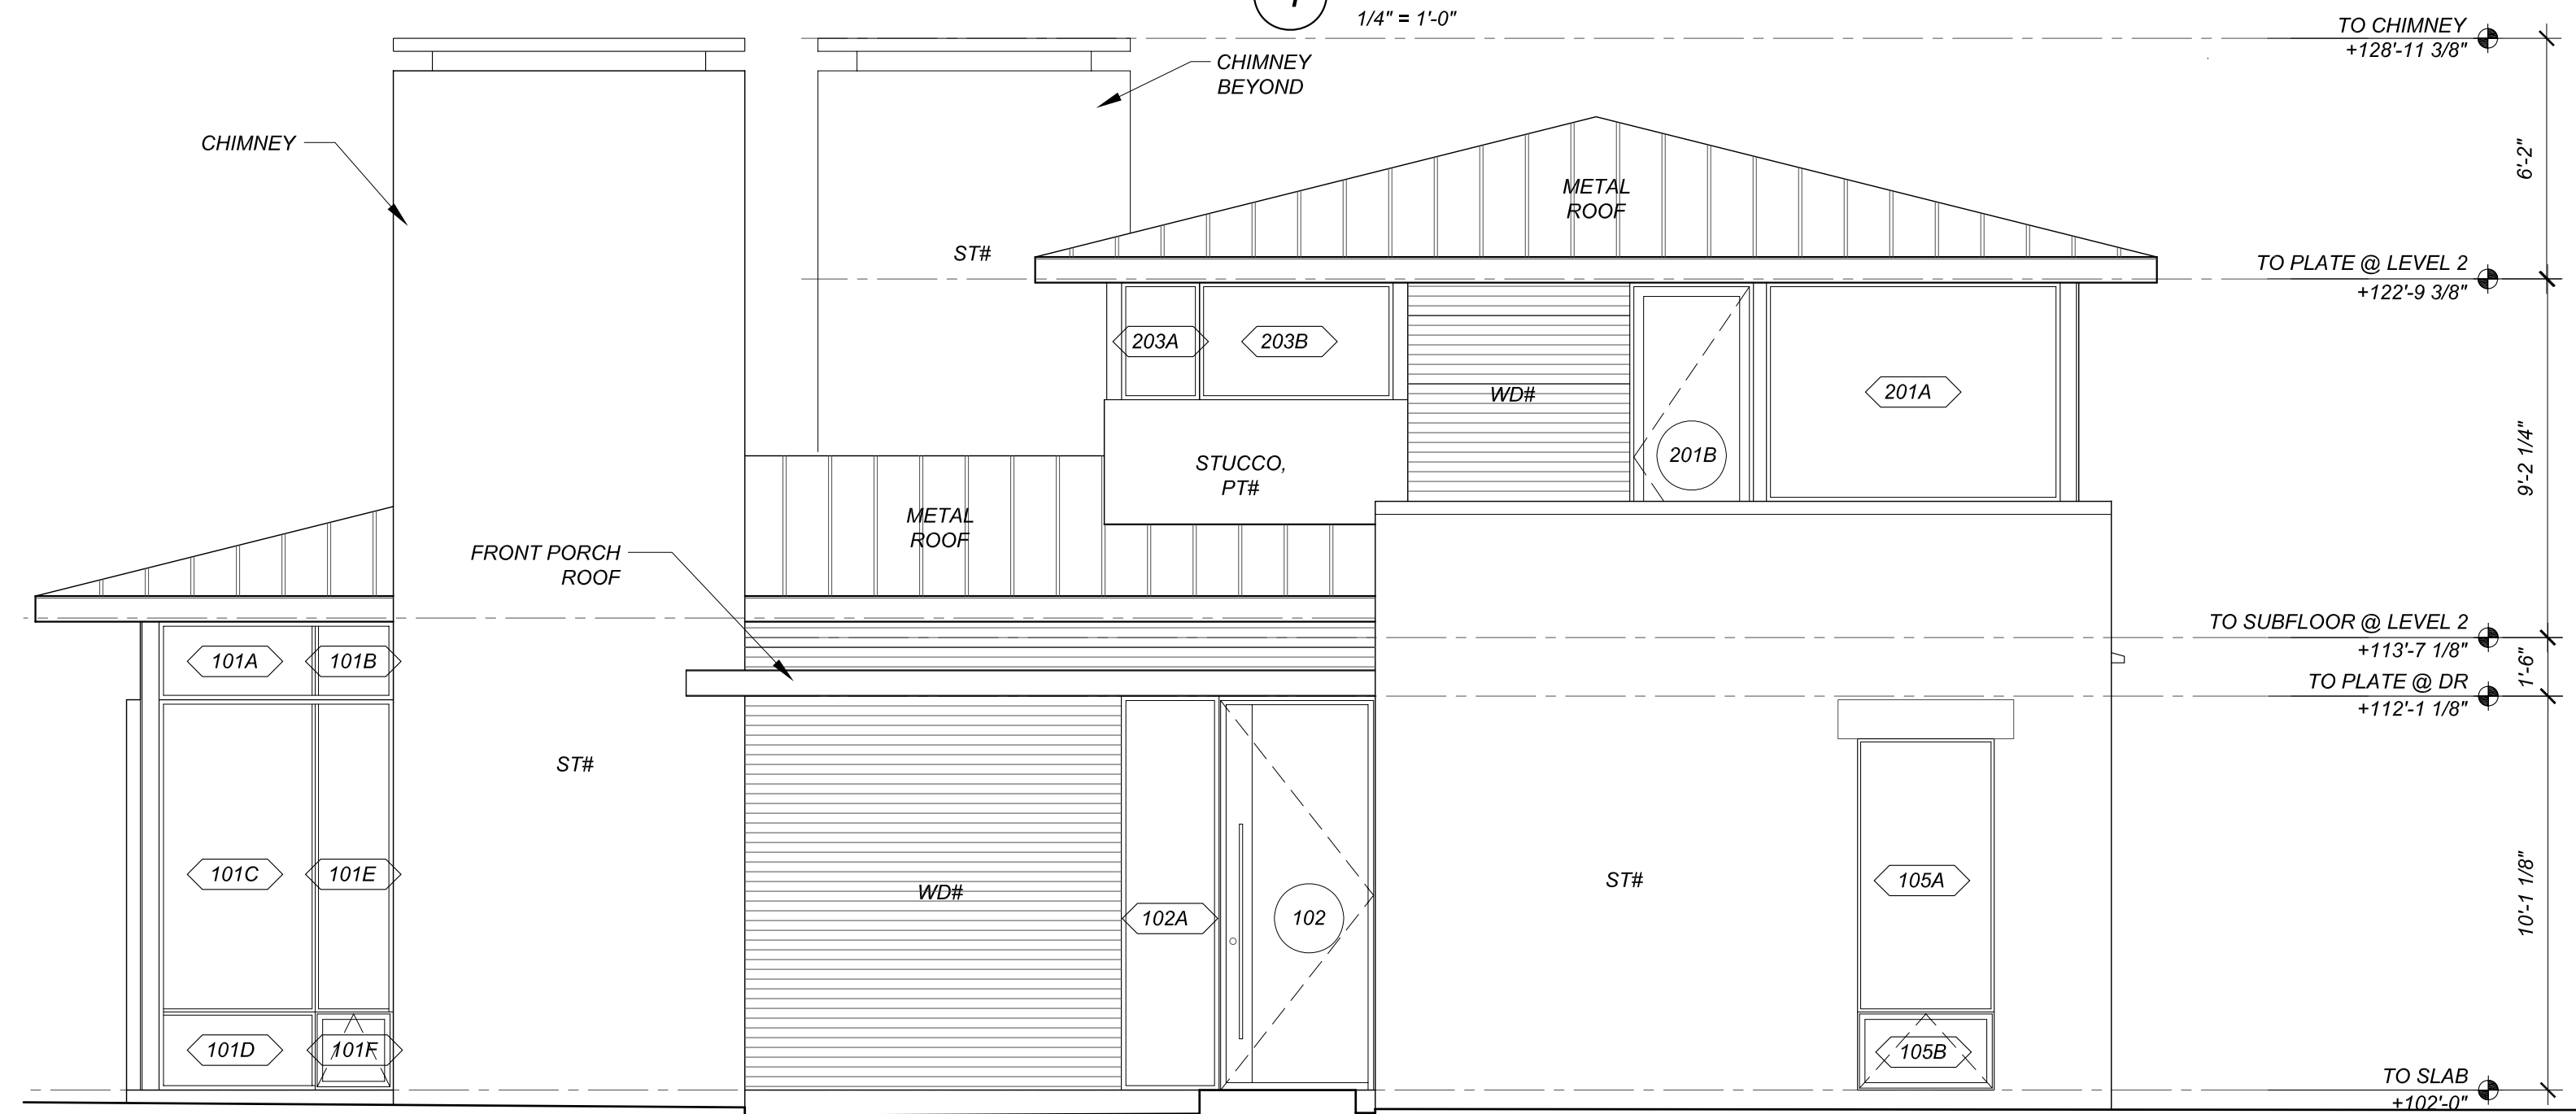 1/4" = 1'-0"
TO CHIMNEY
+128'-11 3/8"
CHIMNEY
BEYOND
CHIMNEY
6'-2"
METAL
ROOF
ST#
TO PLATE @ LEVEL 2
+122'-9 3/8"
203A
203B
WD#
201A
201B
9'-2 1/4"
STUCCO,
PT#
METAL
ROOF
FRONT PORCH
ROOF
TO SUBFLOOR @ LEVEL 2
+113'-7 1/8"
101A
101B
1'-6"
TO PLATE @ DR
+112'-1 1/8"
ST#
101C
101E
WD#
102A
102
ST#
105A
10'-1 1/8"
101D
101F
105B
TO SLAB
+102'-0"